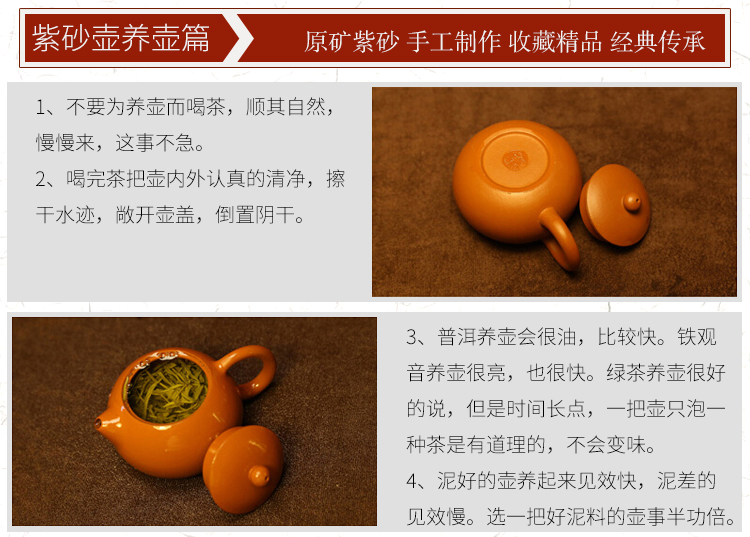 紫砂壶养壶篇
原矿紫砂 手工制作 收藏精品 经典传承
1、不要为养壶而喝茶，顺其自然，
慢慢来，这事不急。
2、喝完茶把壶内外认真的清净，擦
干水迹，敞开壶盖，倒置阴干。
3、普洱养壶会很油，比较快。铁观
音养壶很亮，也很快。绿茶养壶很好
的说，但是时间长点，一把壶只泡一
种茶是有道理的，不会变味。
4、泥好的壶养起来见效快，泥差的
见效慢。选一把好泥料的壶事半功倍。